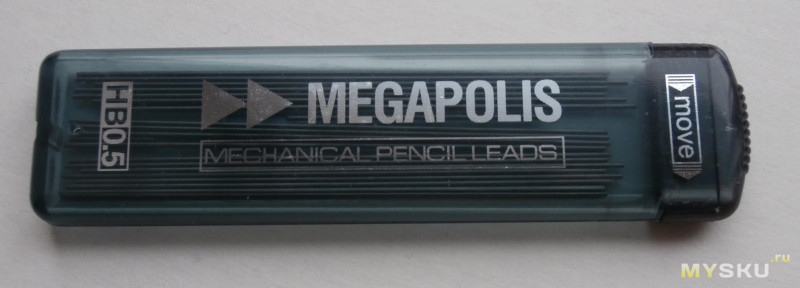 HB0.5
MEGAPOLIS
MECHANICAL PENCIL LEADS
move
MYSKU.ru